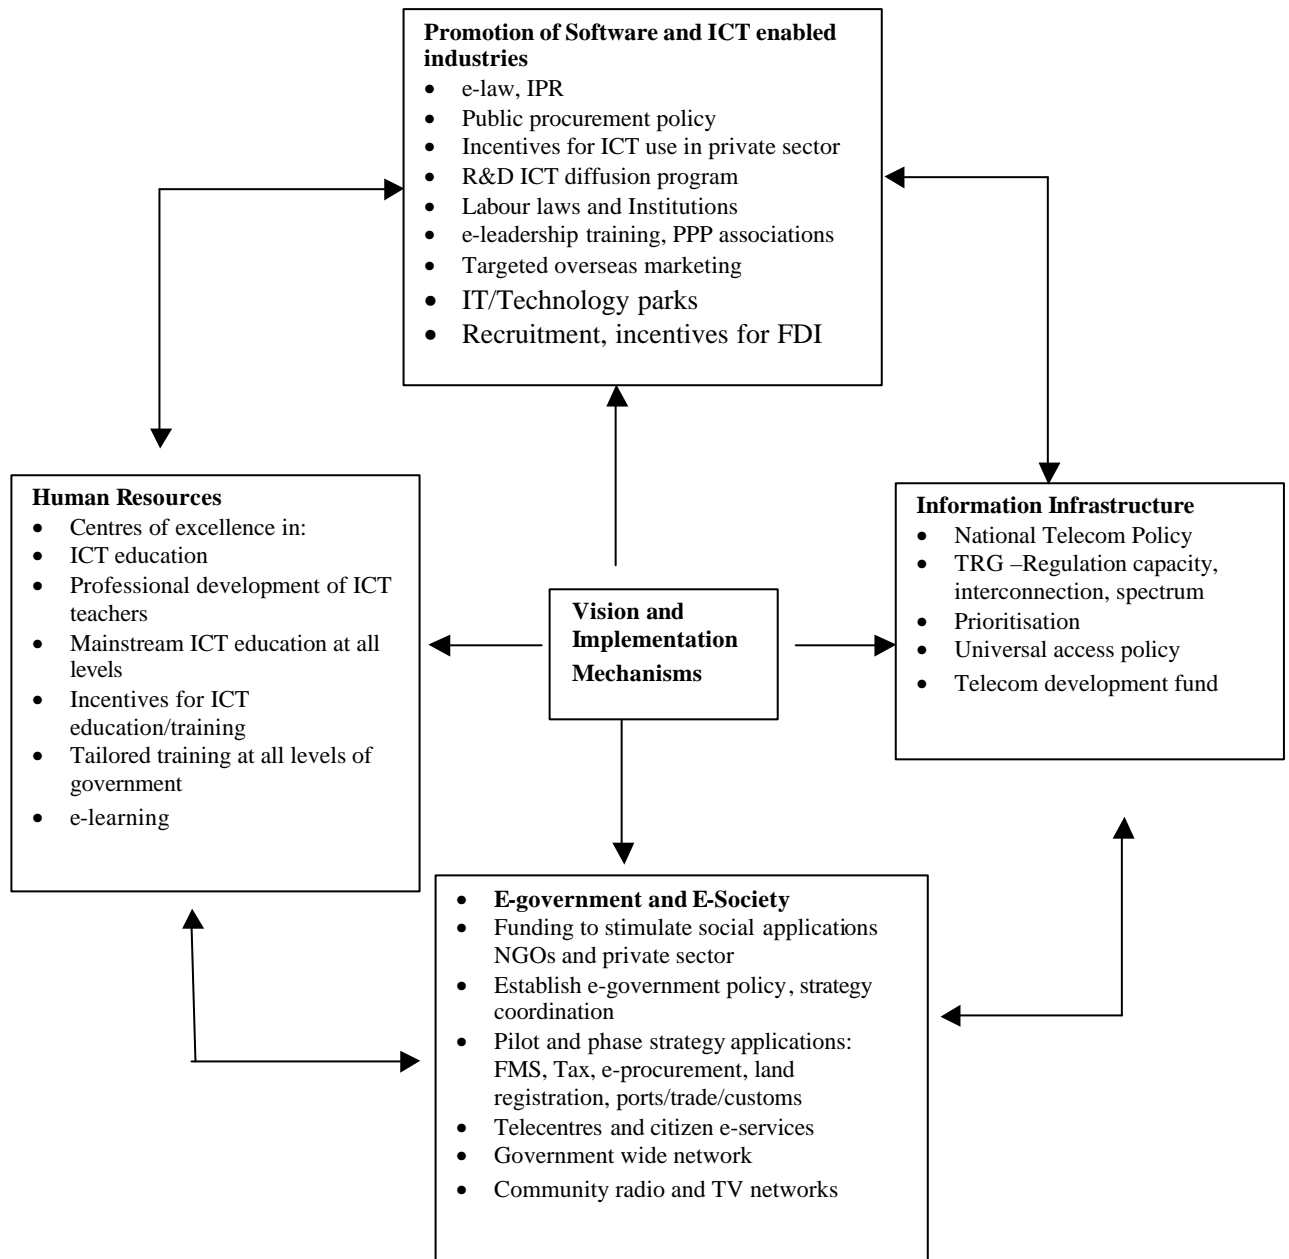 Promotion of Software and ICT enabled
industries
• e-law, IPR
• Public procurement policy
• Incentives for ICT use in private sector
• R&D ICT diffusion program
• Labour laws and Institutions
• e-leadership training, PPP associations
• Targeted overseas marketing
• IT/Technology parks
• Recruitment, incentives for FDI
Human Resources
• Centres of excellence in:
• ICT education
• Professional development of ICT
teachers
• Mainstream ICT education at all
levels
• Incentives for ICT
education/training
• Tailored training at all levels of
government
• e-learning
Vision and
Implementation
Mechanisms
Information Infrastructure
• National Telecom Policy
• TRG –Regulation capacity,
interconnection, spectrum
• Prioritisation
• Universal access policy
• Telecom development fund
• E-government and E-Society
• Funding to stimulate social applications
NGOs and private sector
• Establish e-government policy, strategy
coordination
• Pilot and phase strategy applications:
FMS, Tax, e-procurement, land
registration, ports/trade/customs
• Telecentres and citizen e-services
• Government wide network
• Community radio and TV networks